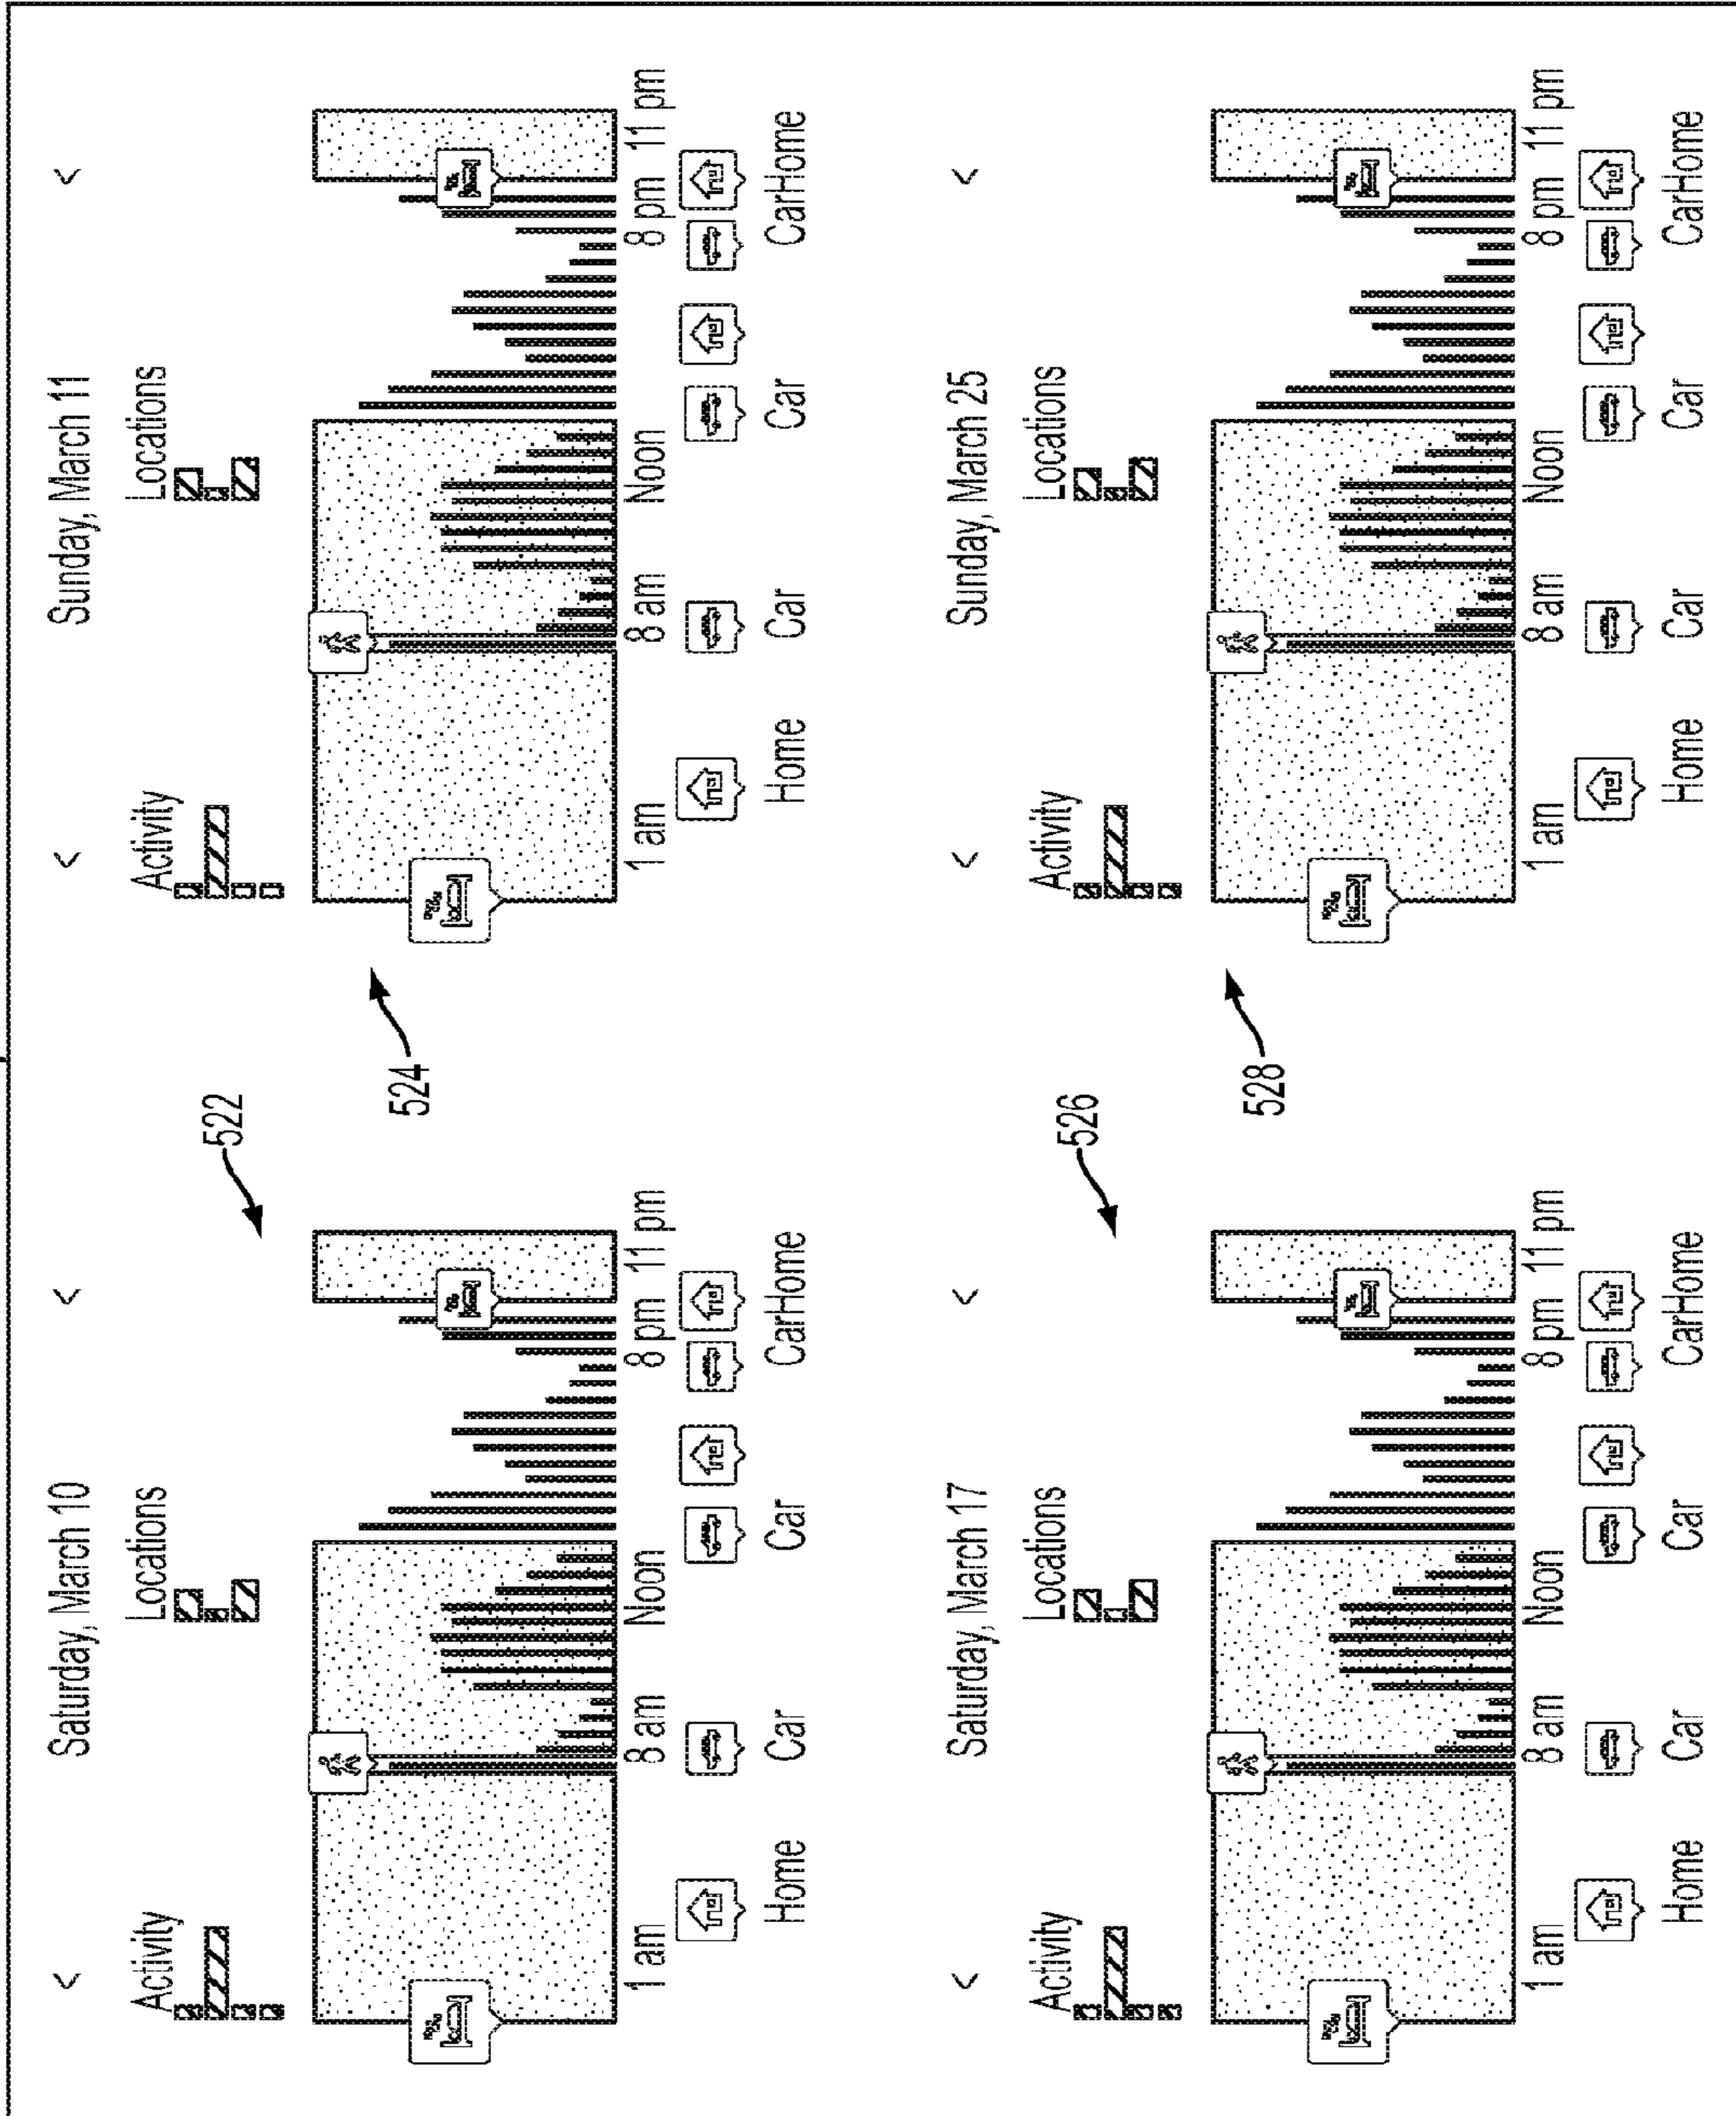 Saturday, March 10
< <
Activity Locations
1 am 8 am Noon 8 pm 11 pm
Home Car Car CarHome
522
Sunday, March 11
< <
Activity Locations
1 am 8 am Noon 8 pm 11 pm
Home Car Car CarHome
524
Saturday, March 17
< <
Activity Locations
1 am 8 am Noon 8 pm 11 pm
Home Car Car CarHome
526
Sunday, March 25
< <
Activity Locations
1 am 8 am Noon 8 pm 11 pm
Home Car Car CarHome
528